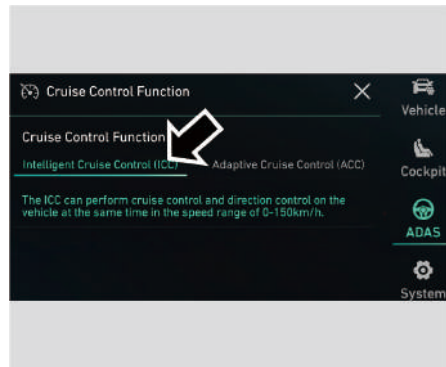 Cruise Control Function
Vehicle
Cruise Control Function
Intelligent Cruise Control (ICC)
Adaptive Cruise Control (ACC)
Cockpit
The ICC can perform cruise control and direction control on the
vehicle at the same time in the speed range of 0-150km/h.
ADAS
System